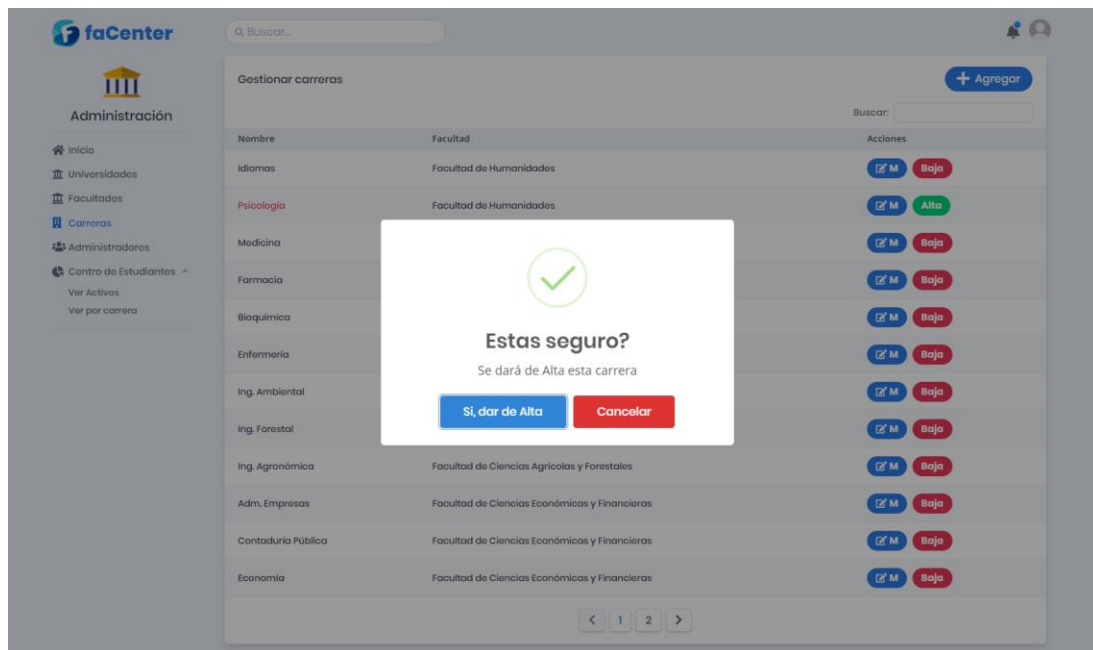 faCenter
Buscar...
Administración
Inicio
Universidades
Facultades
Carreras
Administradores
Centro de Estudiantes
Ver Activos
Ver por carrera
Gestionar carreras
Agregar
Buscar:
Nombre Facultad Acciones
Idiomas Facultad de Humanidades M Baja
Psicología Facultad de Humanidades M Alta
Medicina M Baja
Farmacia M Baja
Bioquímica M Baja
Enfermería M Baja
Ing. Ambiental M Baja
Ing. Forestal M Baja
Ing. Agronómica Facultad de Ciencias Agrícolas y Forestales M Baja
Adm. Empresas Facultad de Ciencias Económicas y Financieras M Baja
Contaduría Pública Facultad de Ciencias Económicas y Financieras M Baja
Economía Facultad de Ciencias Económicas y Financieras M Baja
1 2
Estas seguro?
Se dará de Alta esta carrera
Si, dar de Alta Cancelar